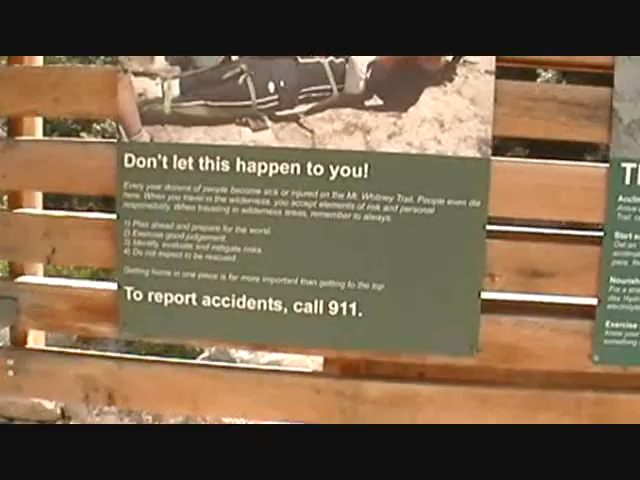 Don't let this happen to you!
Every year dozens of people become sick or injured on the Mt. Whitney Trail. People even die
here. When you travel in the wilderness, you accept elements of risk and personal
responsibility. When traveling in wilderness areas, remember to always:
1) Plan ahead and prepare for the worst.
2) Exercise good judgement.
3) Identify, evaluate and mitigate risks.
4) Do not expect to be rescued.
Getting home in one piece is far more important than getting to the top.
To report accidents, call 911.
Start
Exercise